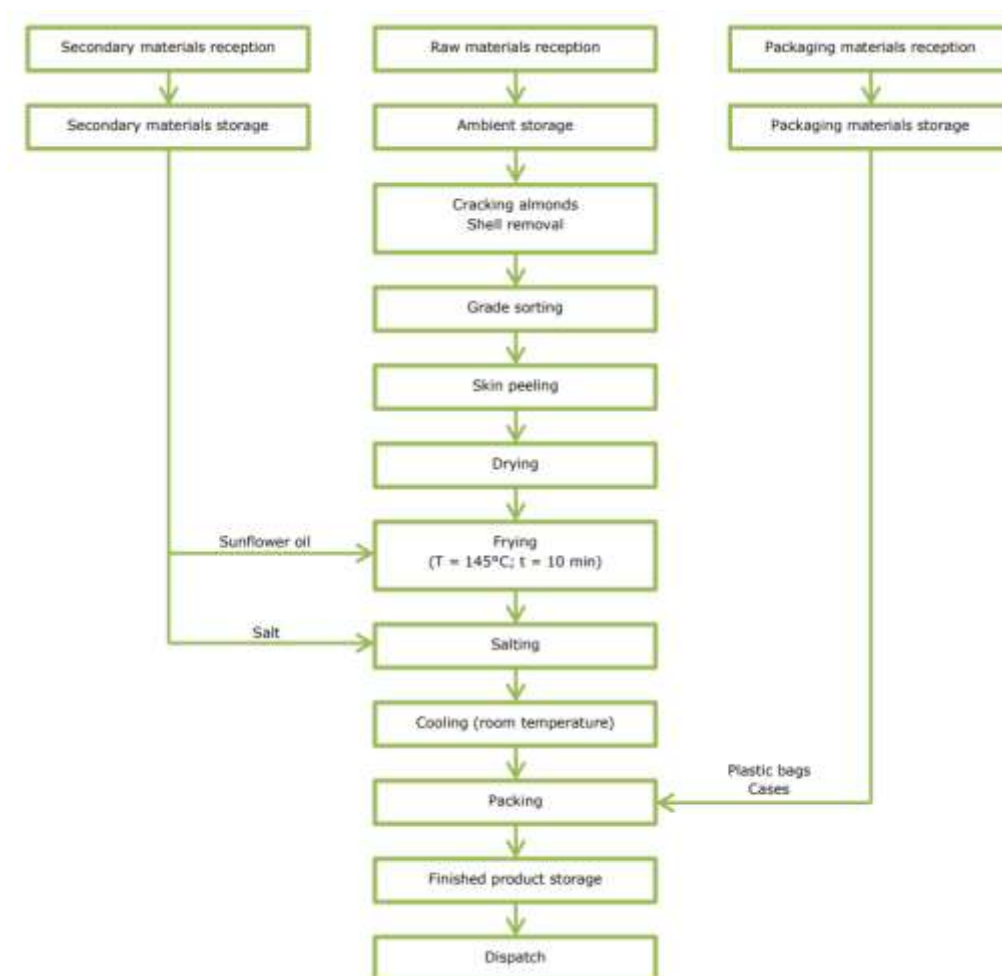 Secondary materials reception
Raw materials reception
Packaging materials reception
Secondary materials storage
Ambient storage
Packaging materials storage
Cracking almonds
Shell removal
Grade sorting
Skin peeling
Drying
Sunflower oil
Frying
(T = 145°C; t = 10 min)
Salt
Salting
Cooling (room temperature)
Plastic bags
Cases
Packing
Finished product storage
Dispatch